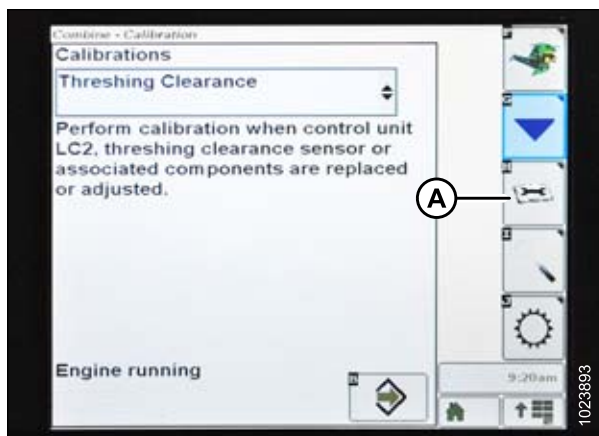 Combine - Calibration
Calibrations
Threshing Clearance
Perform calibration when control unit
LC2, threshing clearance sensor or
associated components are replaced
or adjusted.
A
Engine running
9:20am
1023893